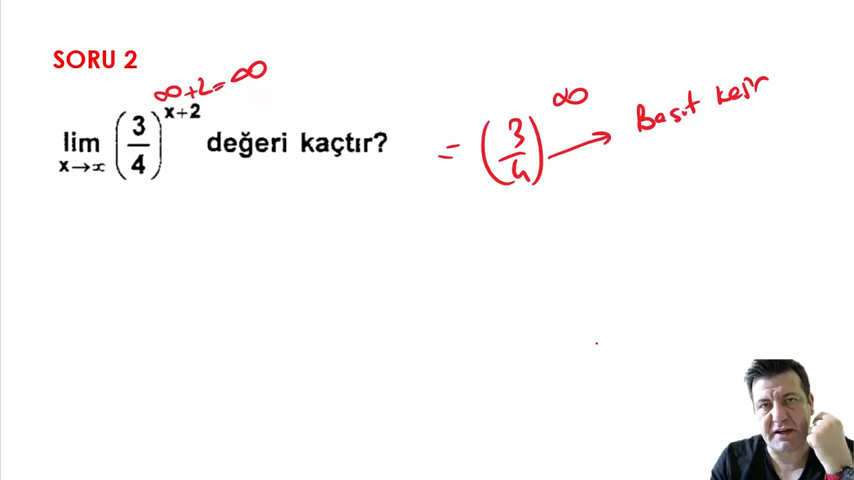 SORU 2
∞+2=∞
lim x→x (3/4)^x+2 değeri kaçtır?
= (3/4)^∞ → Basit kesir